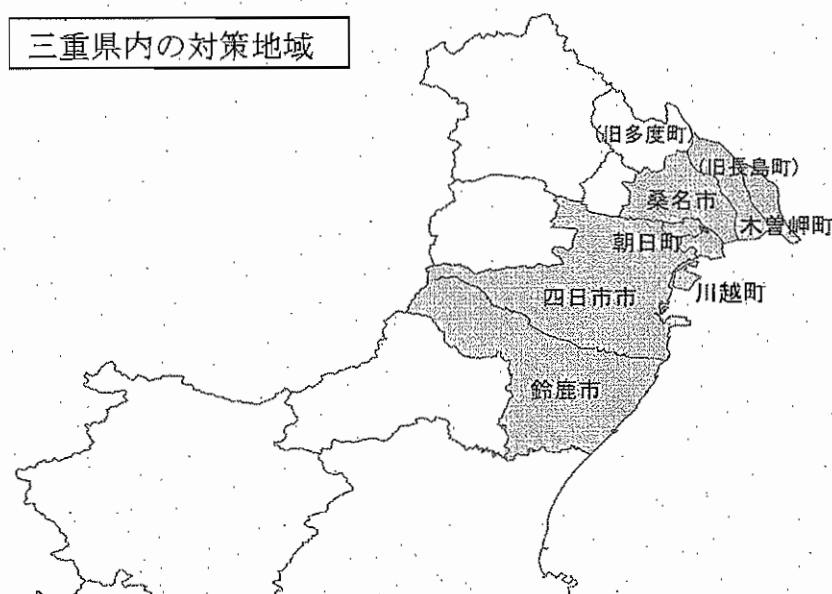 三重県内の対策地域
(旧多度町)
(旧長島町)
桑名市
木曽岬町
朝日町
川越町
四日市市
鈴鹿市